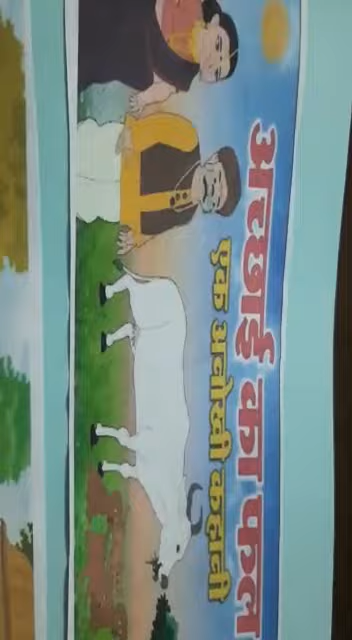 अच्छाई का फल
एक अनोखी कहानी